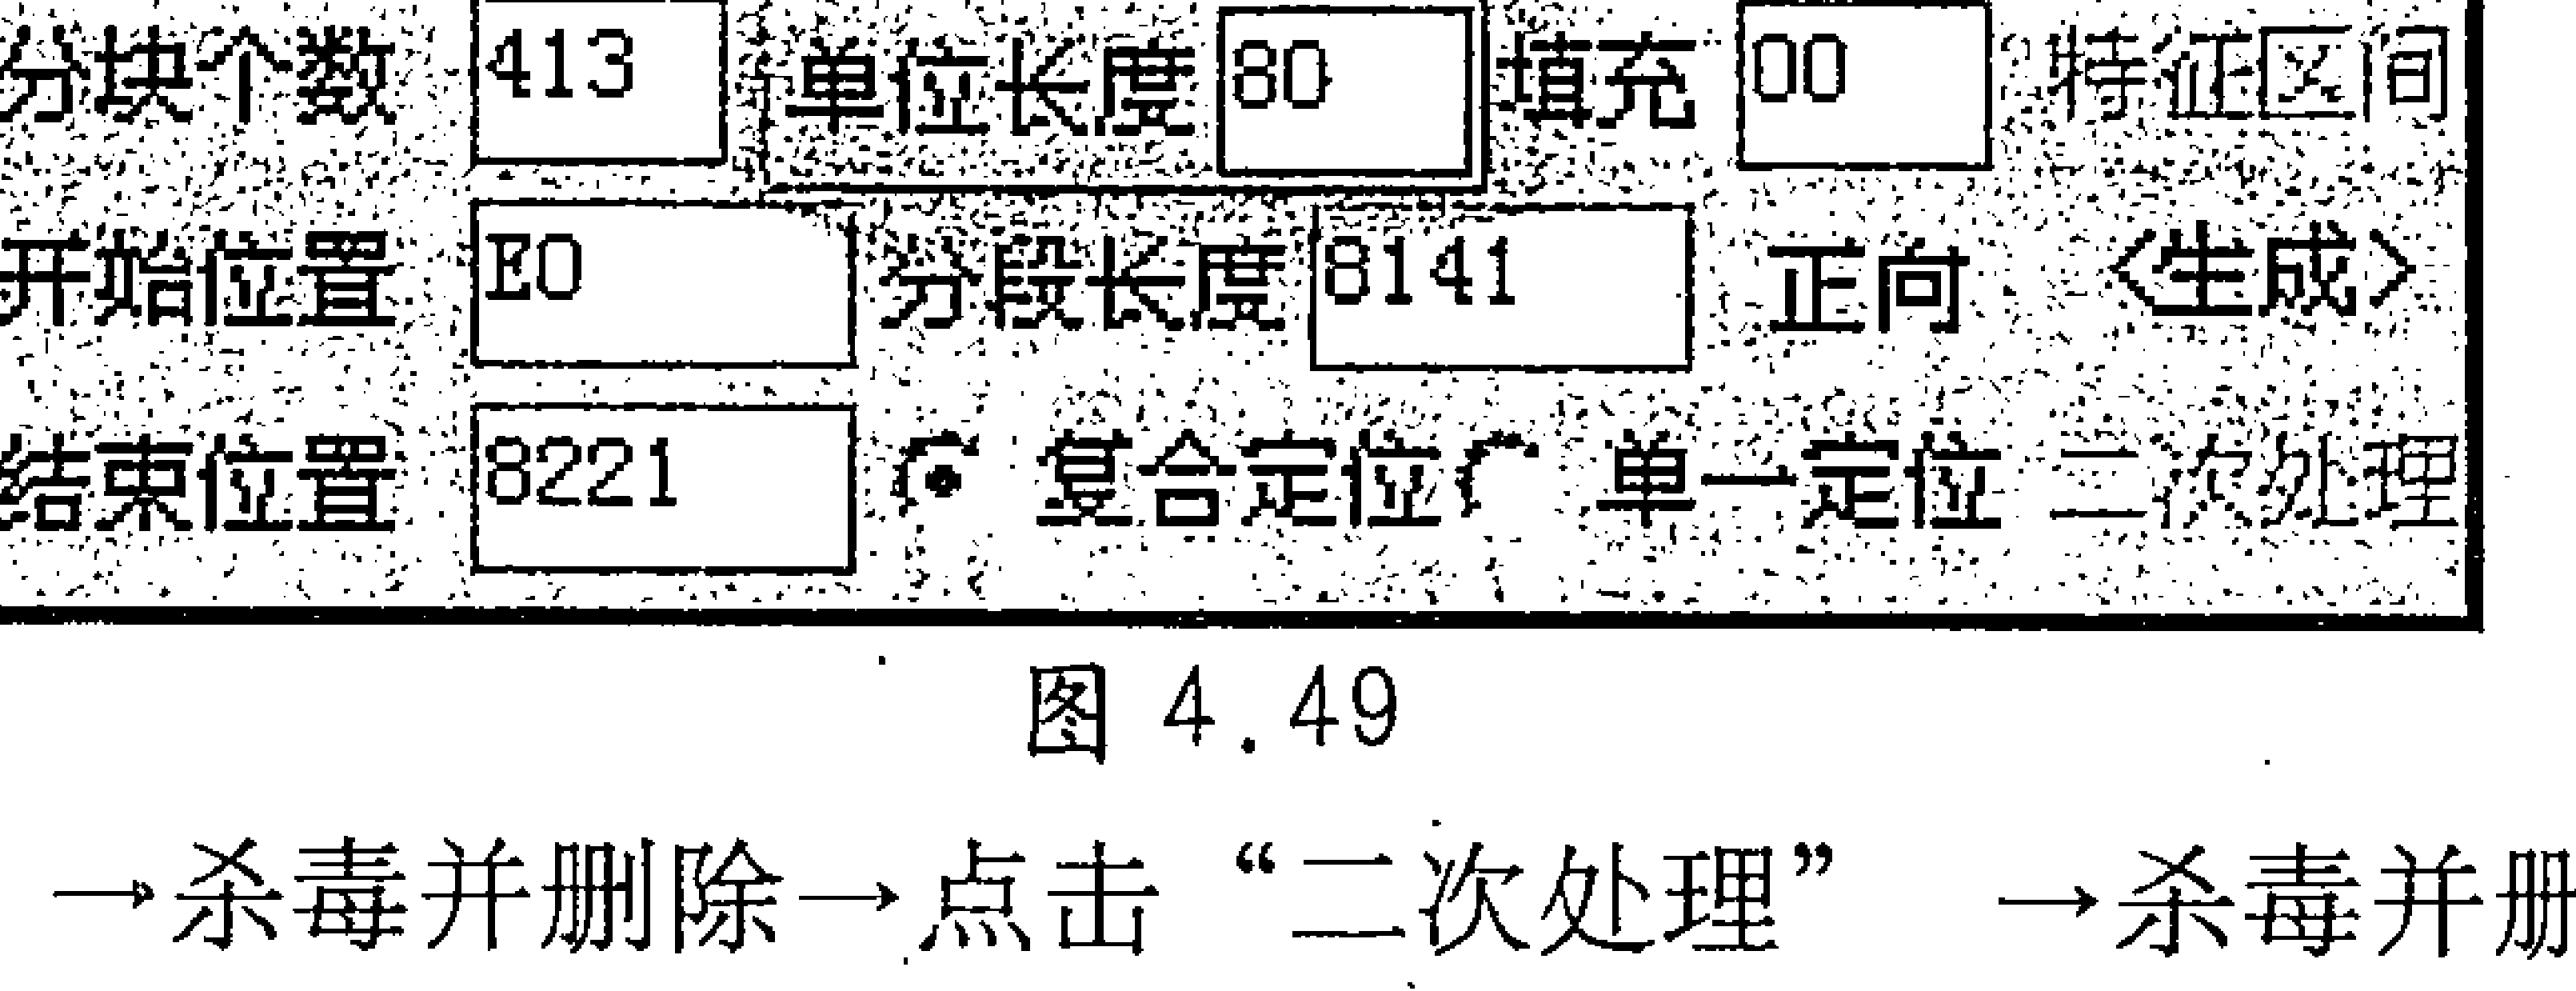 分块个数 413 单位长度 80 填充 00 特征区间
开始位置 E0 分段长度 8141 正向 <生成>
结束位置 8221 复合定位 单一定位 二次处理
图 4.49
→杀毒并删除→点击“二次处理” →杀毒并删